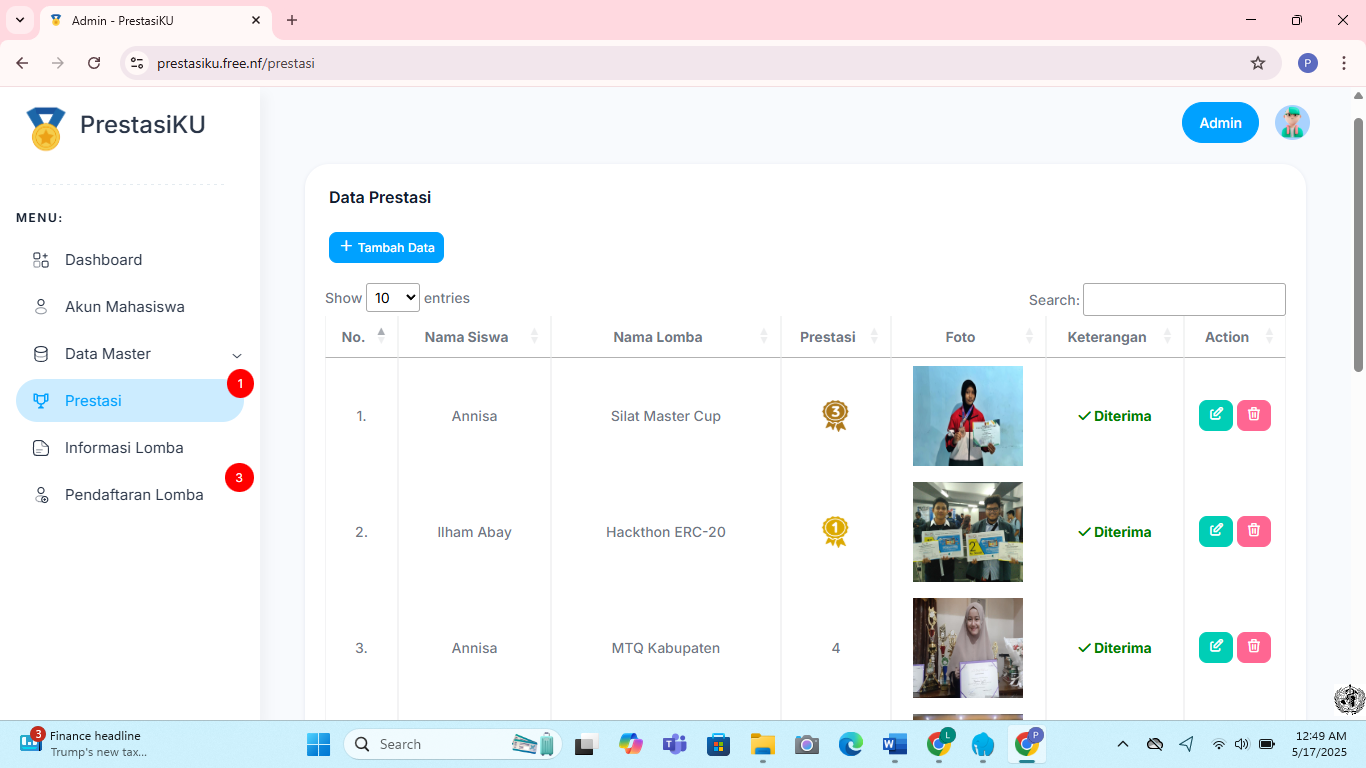 Admin - PrestasiKU
prestasiku.free.nf/prestasi
P
PrestasiKU
Admin
MENU:
Dashboard
Akun Mahasiswa
Data Master
Prestasi
1
Informasi Lomba
Pendaftaran Lomba
3
Data Prestasi
+ Tambah Data
Show 10 entries
Search:
No. Nama Siswa Nama Lomba Prestasi Foto Keterangan Action
1. Annisa Silat Master Cup 3 Diterima
2. Ilham Abay Hackthon ERC-20 1 Diterima
2
3. Annisa MTQ Kabupaten 4 Diterima
3
Finance headline
Trump's new tax...
Search
L
P
12:49 AM
5/17/2025